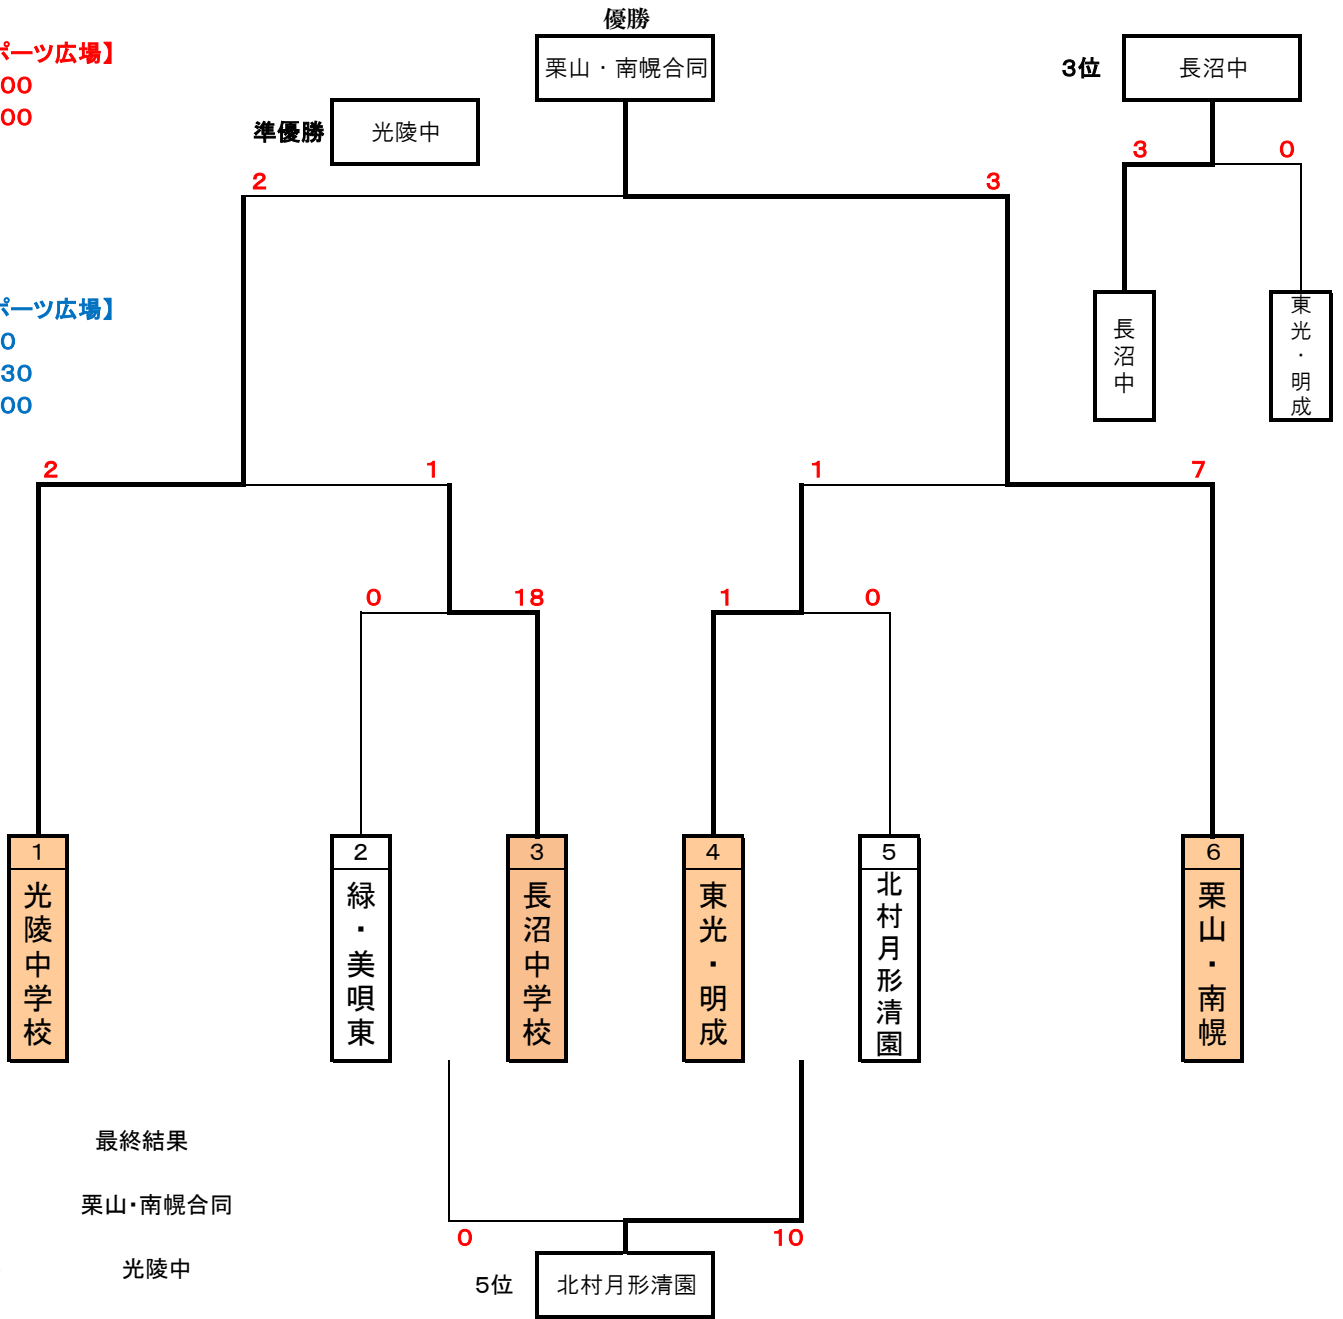 優勝
ポーツ広場】
栗山・南幌合同
3位
長沼中
00
00
準優勝
光陵中
3
0
2
3
ポーツ広場】
0
30
00
長沼中
東光・明成
2
1
1
7
0
18
1
0
1
2
3
4
5
6
光陵中学校
緑・美唄東
長沼中学校
東光・明成
北村月形清園
栗山・南幌
最終結果
栗山・南幌合同
0
10
光陵中
5位
北村月形清園